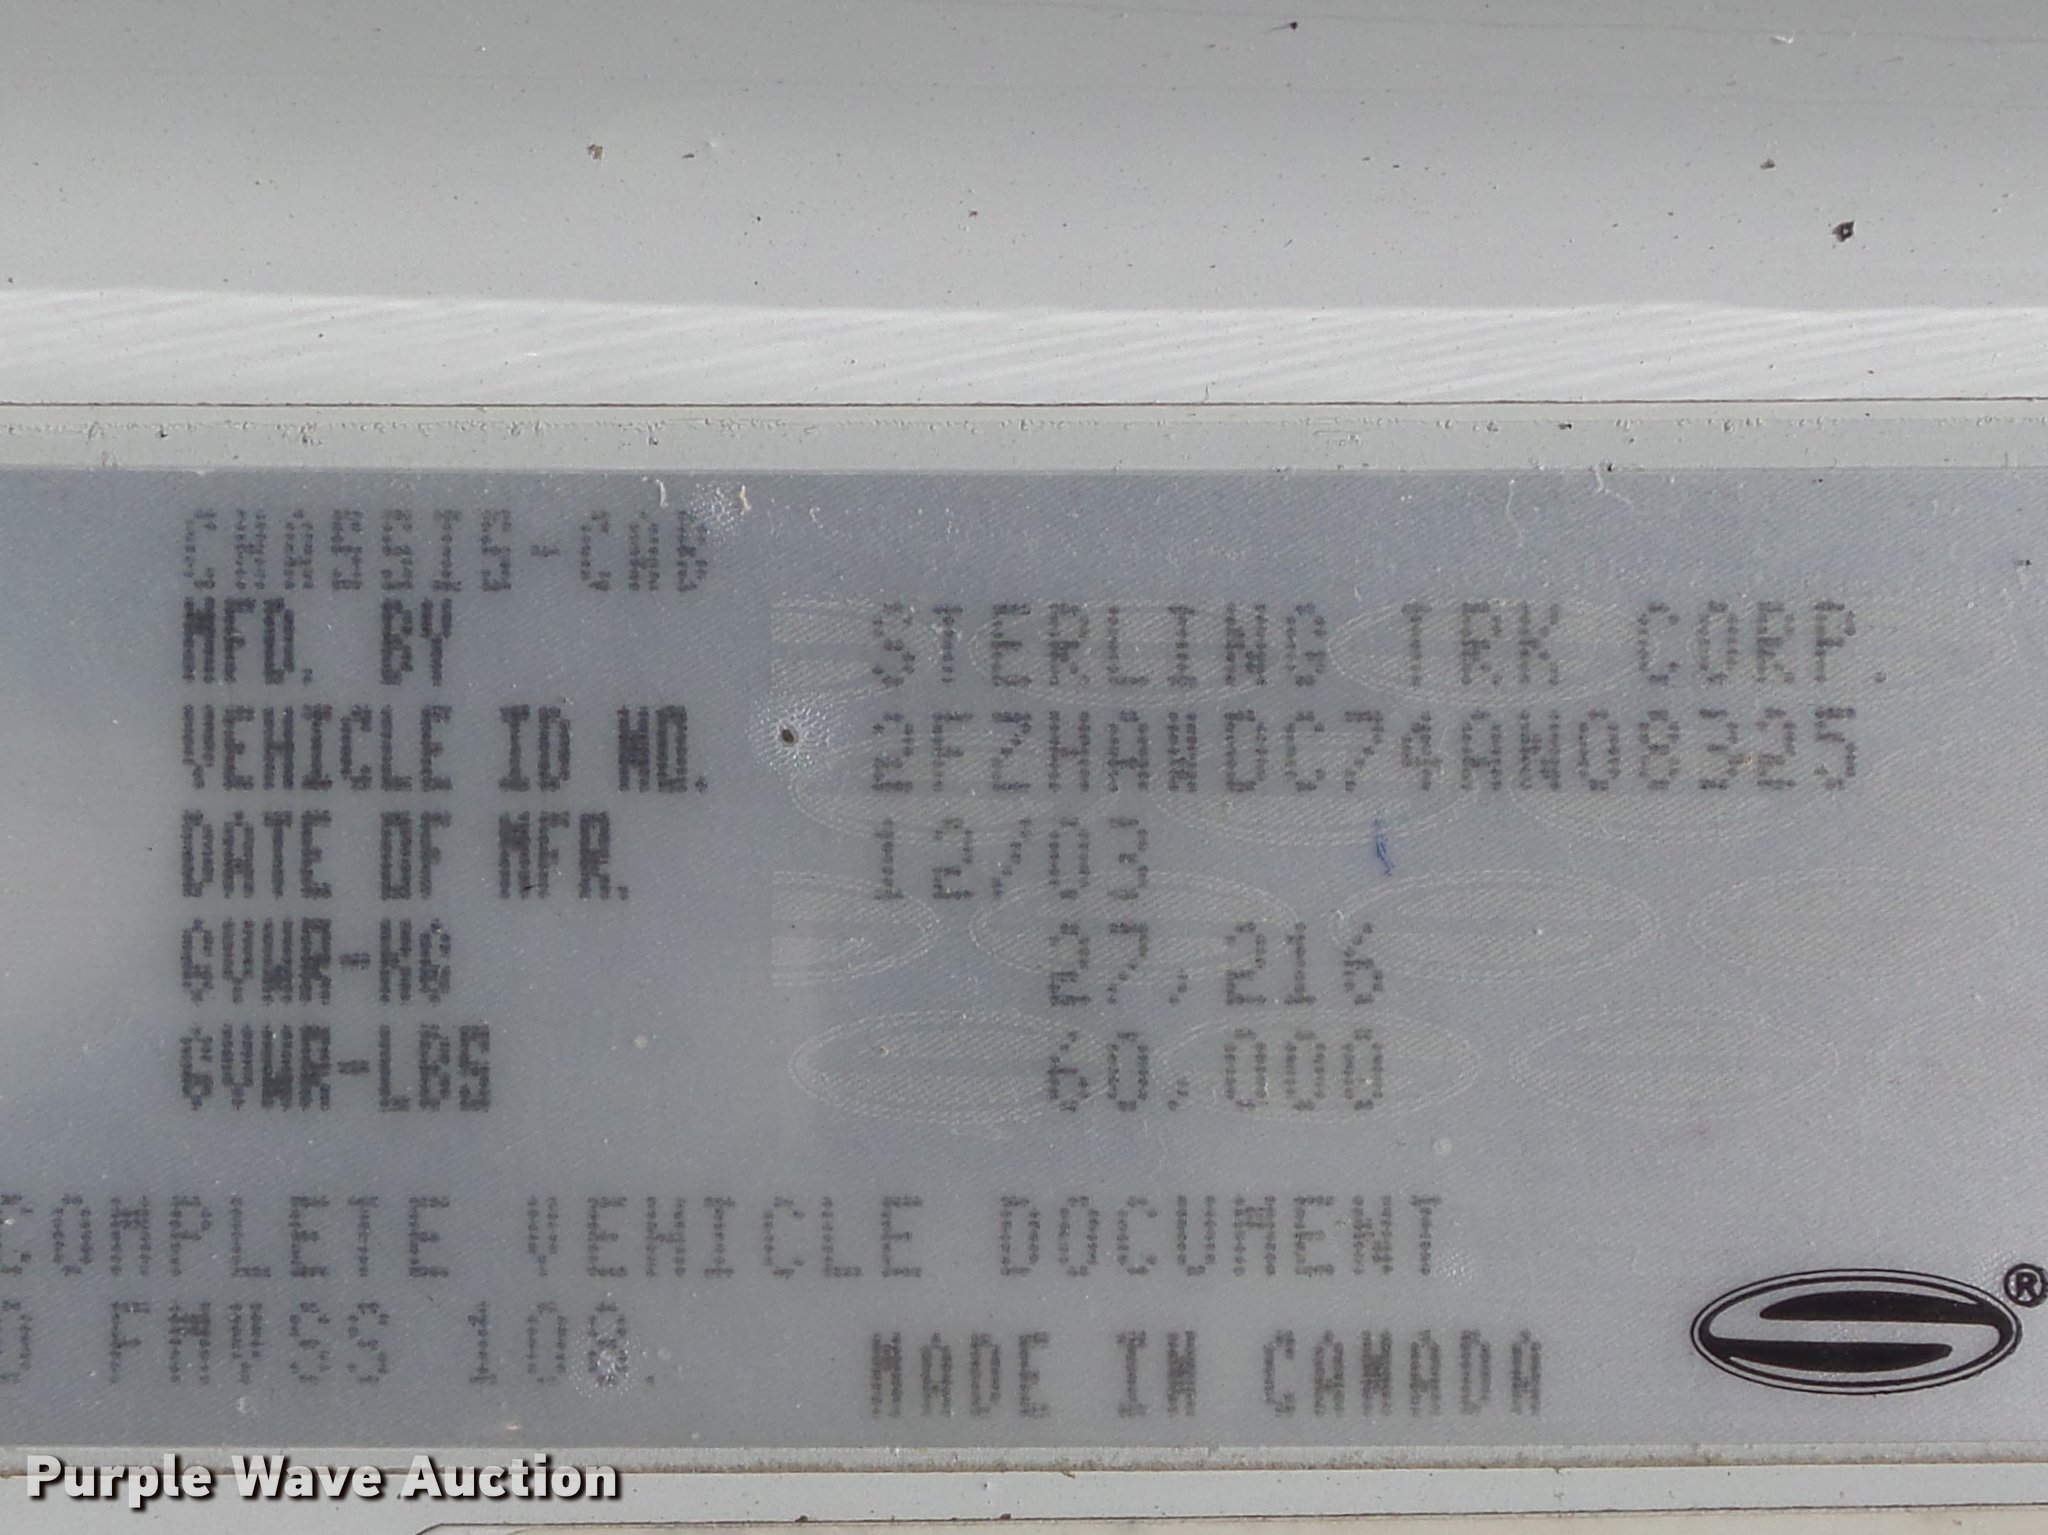 CHASSIS-CAB
MFD. BY STERLING TRK CORP.
VEHICLE ID NO. 2FZHAWDC74AN08325
DATE OF MFR. 12/03
GVWR-KG 27,216
GVWR-LBS 60,000
COMPLETE VEHICLE DOCUMENT
O FMVSS 108.
MADE IN CANADA
®
Purple Wave Auction